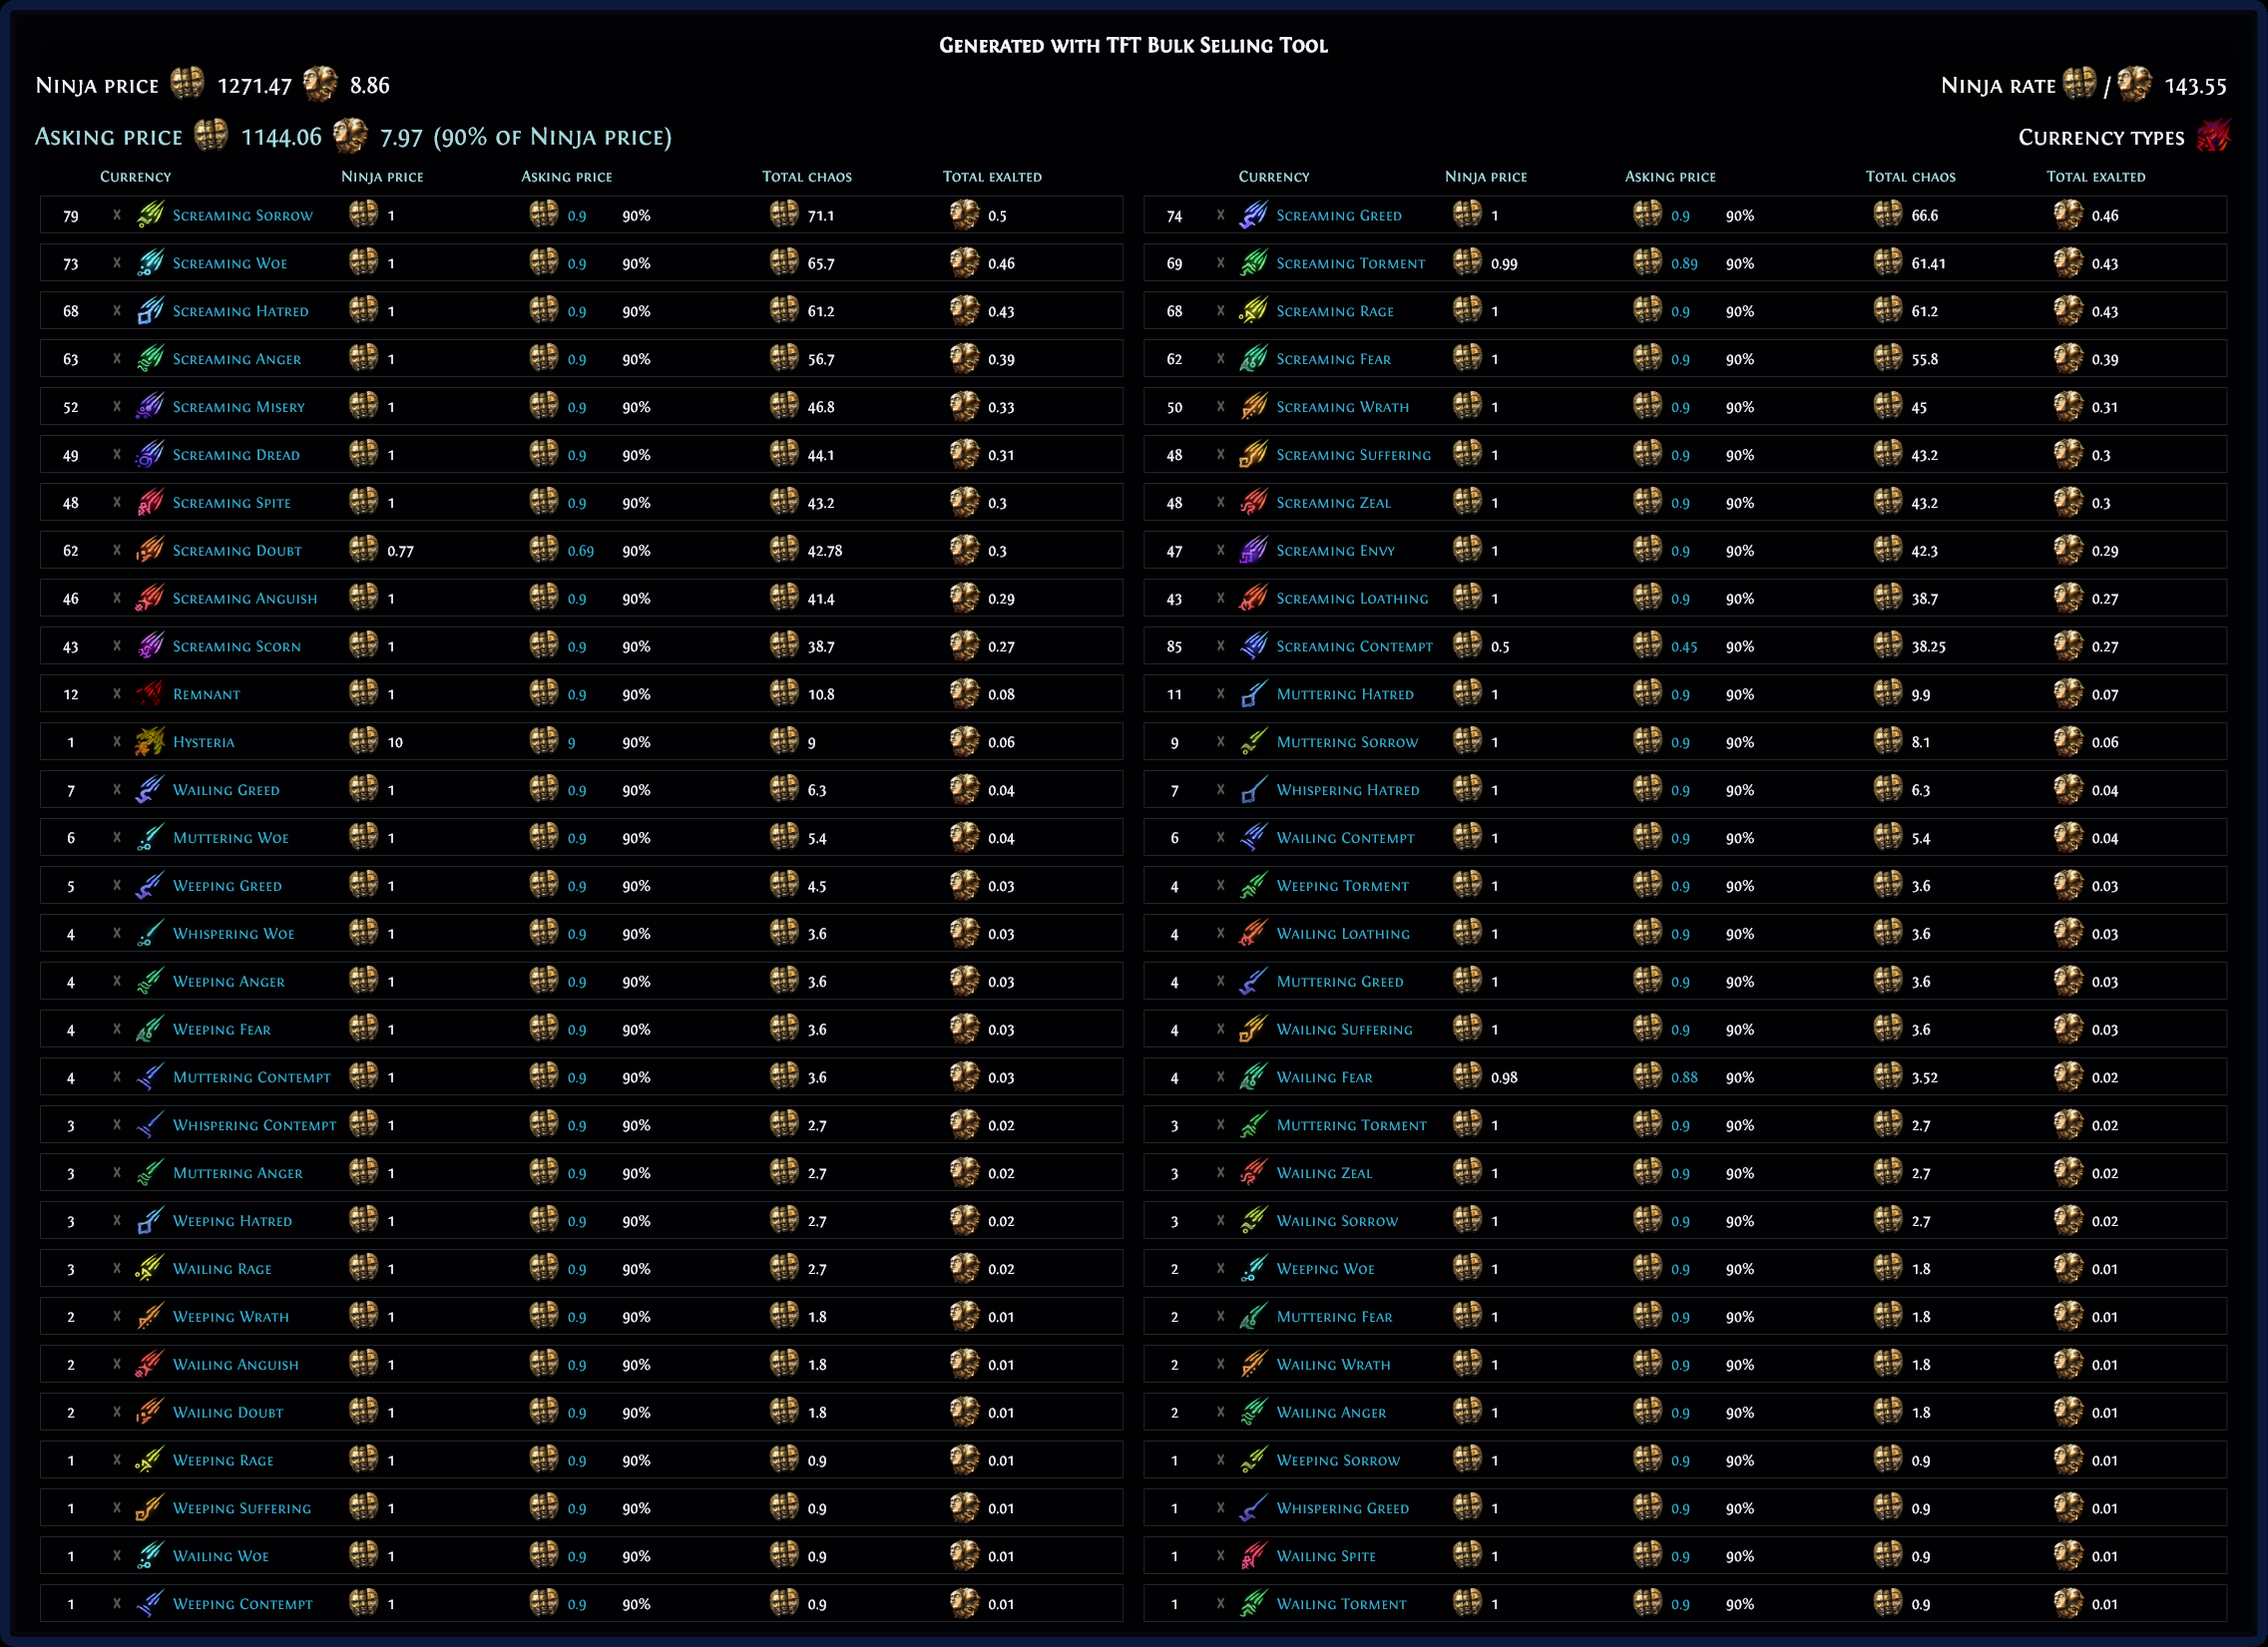 Generated with TFT Bulk Selling Tool
Ninja price 1271.47 8.86 Ninja rate / 143.55
Asking price 1144.06 7.97 (90% of Ninja price) Currency types
Currency Ninja price Asking price Total chaos Total exalted Currency Ninja price Asking price Total chaos Total exalted
79 x Screaming Sorrow 1 0.9 90% 71.1 0.5 74 x Screaming Greed 1 0.9 90% 66.6 0.46
73 x Screaming Woe 1 0.9 90% 65.7 0.46 69 x Screaming Torment 0.99 0.89 90% 61.41 0.43
68 x Screaming Hatred 1 0.9 90% 61.2 0.43 68 x Screaming Rage 1 0.9 90% 61.2 0.43
63 x Screaming Anger 1 0.9 90% 56.7 0.39 62 x Screaming Fear 1 0.9 90% 55.8 0.39
52 x Screaming Misery 1 0.9 90% 46.8 0.33 50 x Screaming Wrath 1 0.9 90% 45 0.31
49 x Screaming Dread 1 0.9 90% 44.1 0.31 48 x Screaming Suffering 1 0.9 90% 43.2 0.3
48 x Screaming Spite 1 0.9 90% 43.2 0.3 48 x Screaming Zeal 1 0.9 90% 43.2 0.3
62 x Screaming Doubt 0.77 0.69 90% 42.78 0.3 47 x Screaming Envy 1 0.9 90% 42.3 0.29
46 x Screaming Anguish 1 0.9 90% 41.4 0.29 43 x Screaming Loathing 1 0.9 90% 38.7 0.27
43 x Screaming Scorn 1 0.9 90% 38.7 0.27 85 x Screaming Contempt 0.5 0.45 90% 38.25 0.27
12 x Remnant 1 0.9 90% 10.8 0.08 11 x Muttering Hatred 1 0.9 90% 9.9 0.07
1 x Hysteria 10 9 90% 9 0.06 9 x Muttering Sorrow 1 0.9 90% 8.1 0.06
7 x Wailing Greed 1 0.9 90% 6.3 0.04 7 x Whispering Hatred 1 0.9 90% 6.3 0.04
6 x Muttering Woe 1 0.9 90% 5.4 0.04 6 x Wailing Contempt 1 0.9 90% 5.4 0.04
5 x Weeping Greed 1 0.9 90% 4.5 0.03 4 x Weeping Torment 1 0.9 90% 3.6 0.03
4 x Whispering Woe 1 0.9 90% 3.6 0.03 4 x Wailing Loathing 1 0.9 90% 3.6 0.03
4 x Weeping Anger 1 0.9 90% 3.6 0.03 4 x Muttering Greed 1 0.9 90% 3.6 0.03
4 x Weeping Fear 1 0.9 90% 3.6 0.03 4 x Wailing Suffering 1 0.9 90% 3.6 0.03
4 x Muttering Contempt 1 0.9 90% 3.6 0.03 4 x Wailing Fear 0.98 0.88 90% 3.52 0.02
3 x Whispering Contempt 1 0.9 90% 2.7 0.02 3 x Muttering Torment 1 0.9 90% 2.7 0.02
3 x Muttering Anger 1 0.9 90% 2.7 0.02 3 x Wailing Zeal 1 0.9 90% 2.7 0.02
3 x Weeping Hatred 1 0.9 90% 2.7 0.02 3 x Wailing Sorrow 1 0.9 90% 2.7 0.02
3 x Wailing Rage 1 0.9 90% 2.7 0.02 2 x Weeping Woe 1 0.9 90% 1.8 0.01
2 x Weeping Wrath 1 0.9 90% 1.8 0.01 2 x Muttering Fear 1 0.9 90% 1.8 0.01
2 x Wailing Anguish 1 0.9 90% 1.8 0.01 2 x Wailing Wrath 1 0.9 90% 1.8 0.01
2 x Wailing Doubt 1 0.9 90% 1.8 0.01 2 x Wailing Anger 1 0.9 90% 1.8 0.01
1 x Weeping Rage 1 0.9 90% 0.9 0.01 1 x Weeping Sorrow 1 0.9 90% 0.9 0.01
1 x Weeping Suffering 1 0.9 90% 0.9 0.01 1 x Whispering Greed 1 0.9 90% 0.9 0.01
1 x Wailing Woe 1 0.9 90% 0.9 0.01 1 x Wailing Spite 1 0.9 90% 0.9 0.01
1 x Weeping Contempt 1 0.9 90% 0.9 0.01 1 x Wailing Torment 1 0.9 90% 0.9 0.01